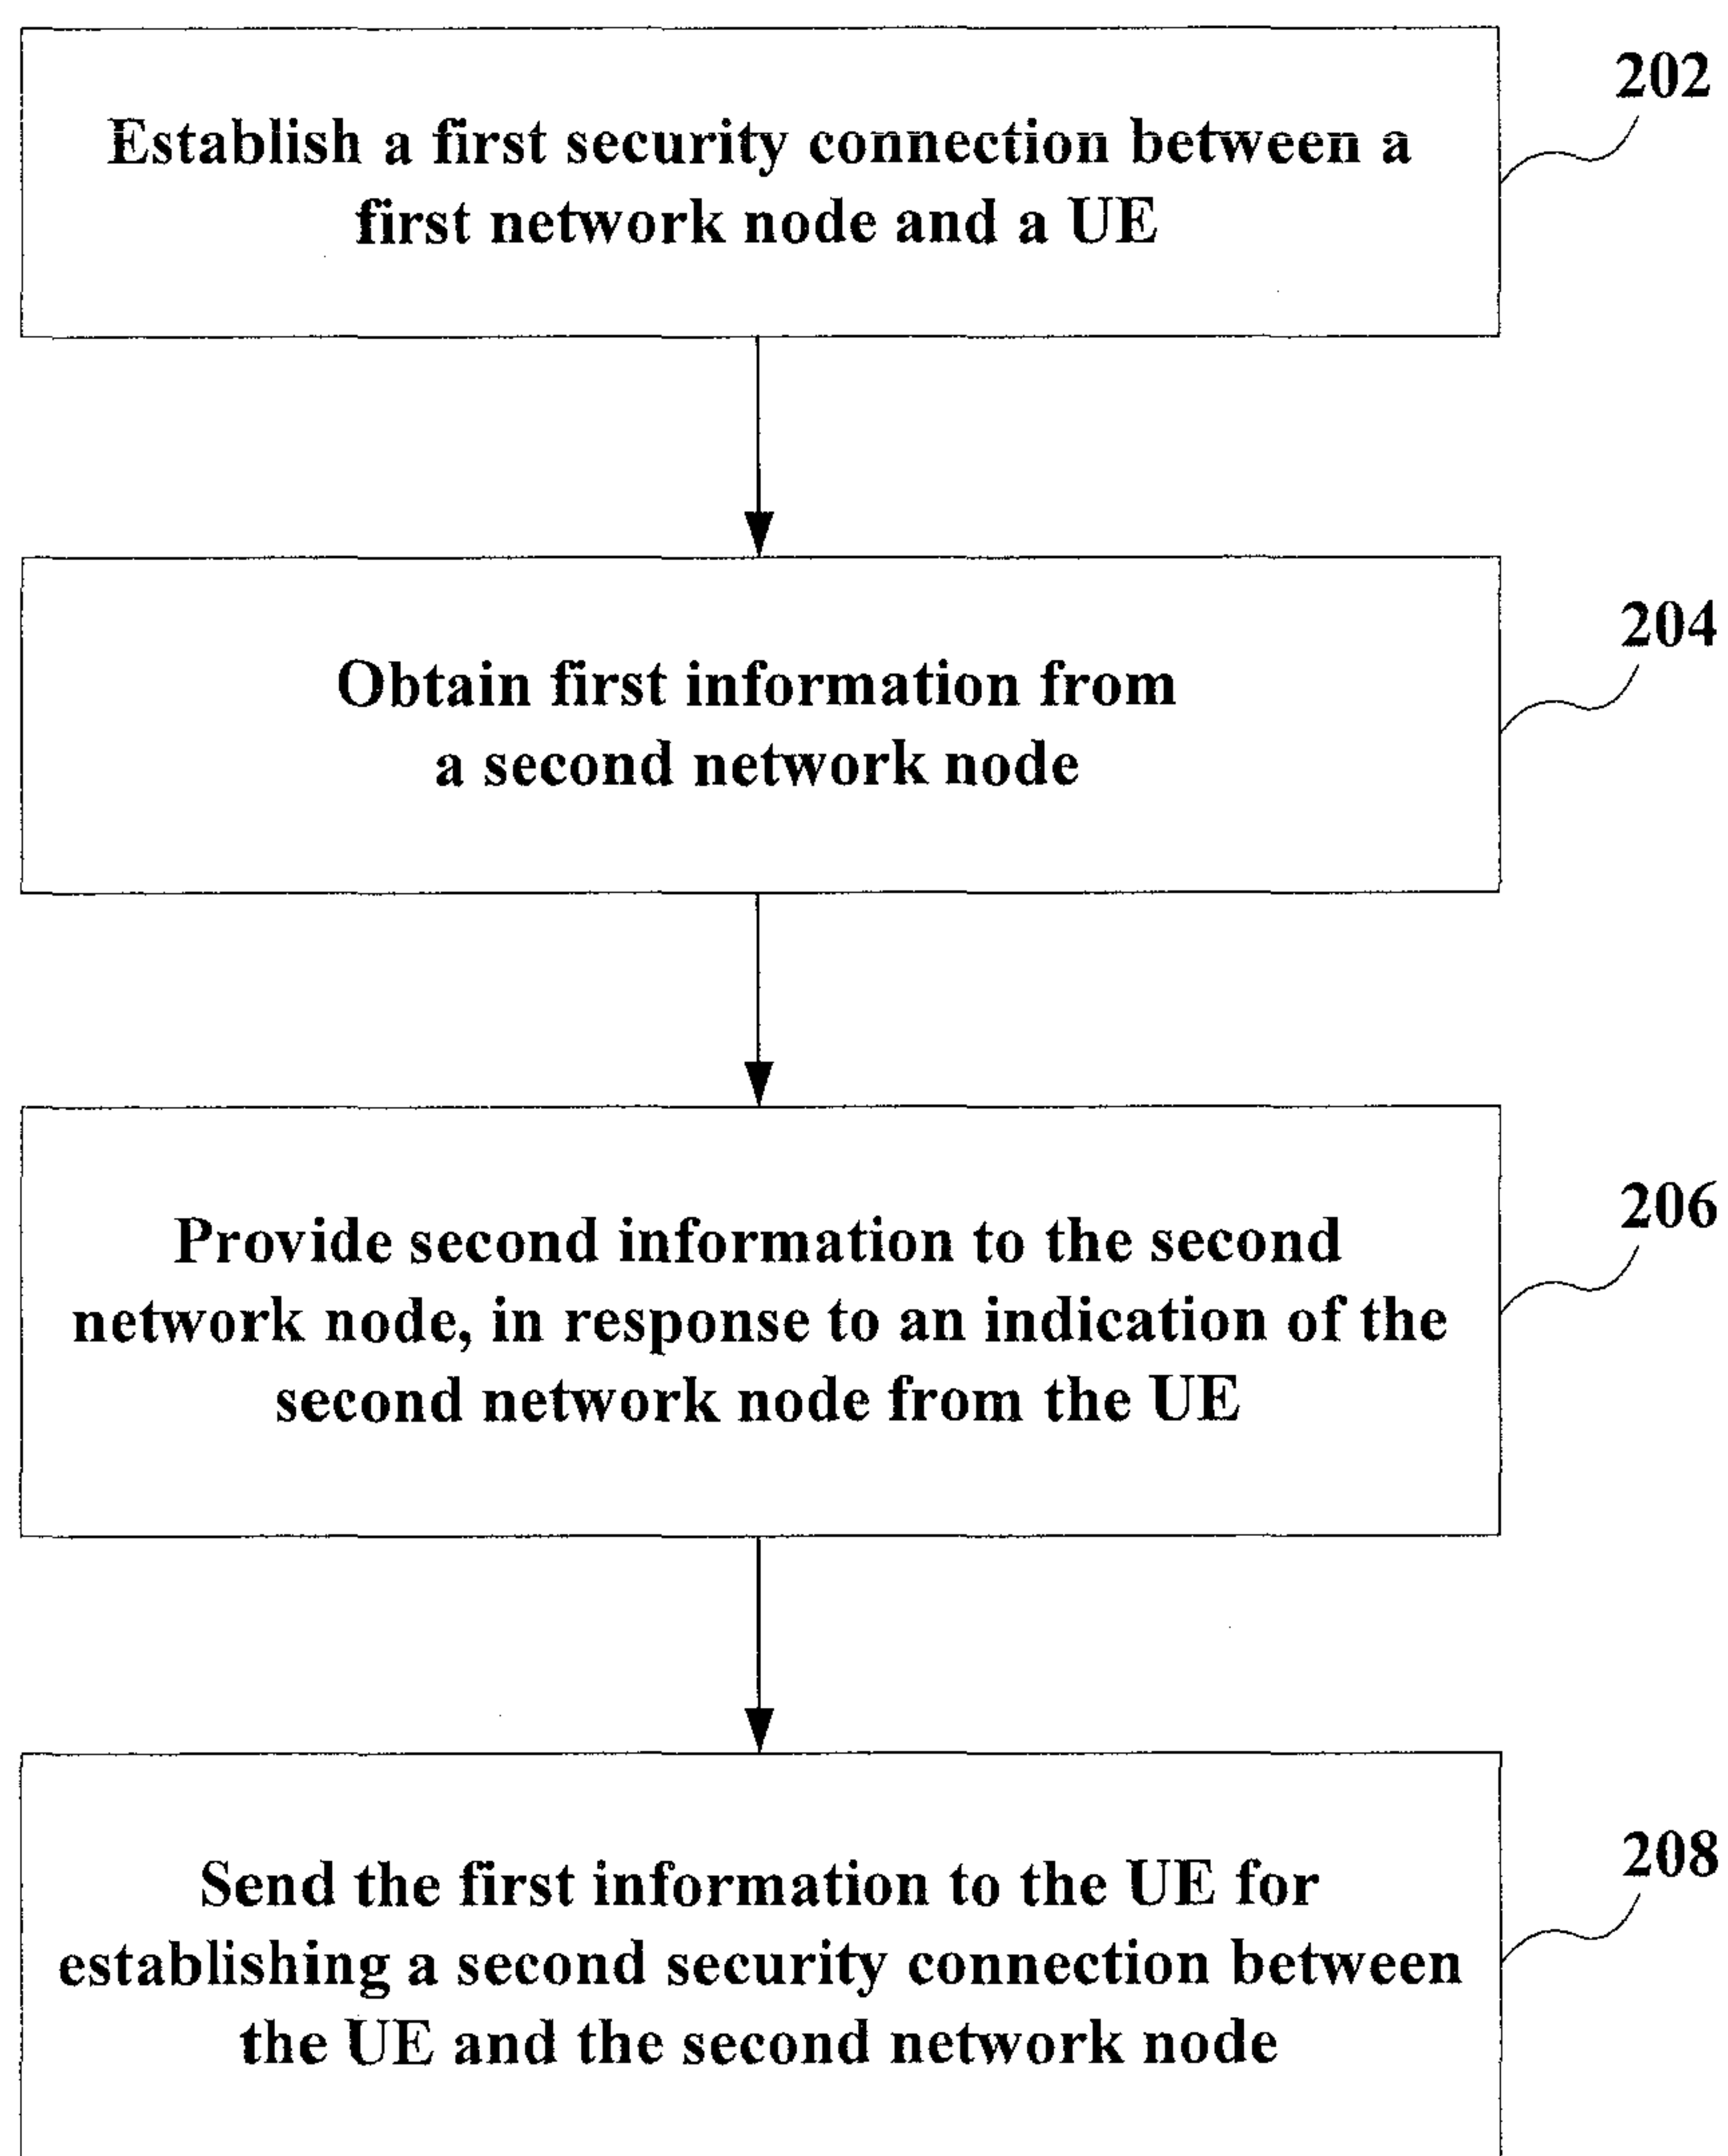 202
Establish a first security connection between a
first network node and a UE
204
Obtain first information from
a second network node
206
Provide second information to the second
network node, in response to an indication of the
second network node from the UE
208
Send the first information to the UE for
establishing a second security connection between
the UE and the second network node